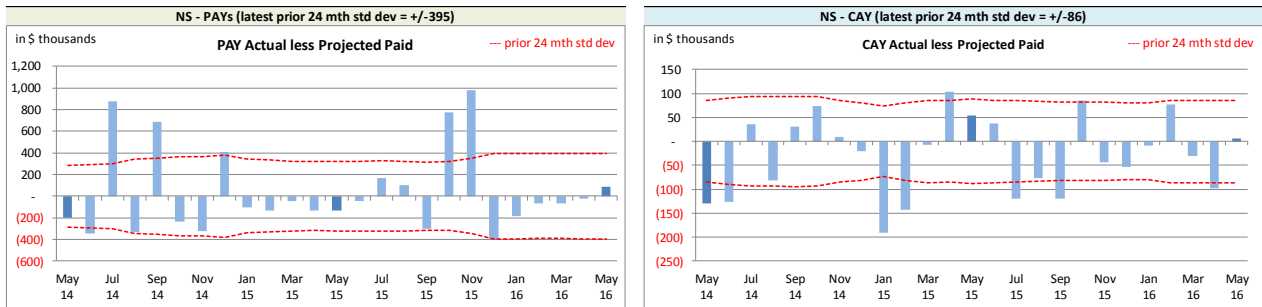 NS - PAYs (latest prior 24 mth std dev = +/-395)
in $ thousands
PAY Actual less Projected Paid
--- prior 24 mth std dev
1,200
1,000
800
600
400
200
-
(200)
(400)
(600)
May Jul Sep Nov Jan Mar May Jul Sep Nov Jan Mar May
14 14 14 14 15 15 15 15 15 15 16 16 16
NS - CAY (latest prior 24 mth std dev = +/-86)
in $ thousands
CAY Actual less Projected Paid
--- prior 24 mth std dev
150
100
50
-
(50)
(100)
(150)
(200)
(250)
May Jul Sep Nov Jan Mar May Jul Sep Nov Jan Mar May
14 14 14 14 15 15 15 15 15 15 16 16 16